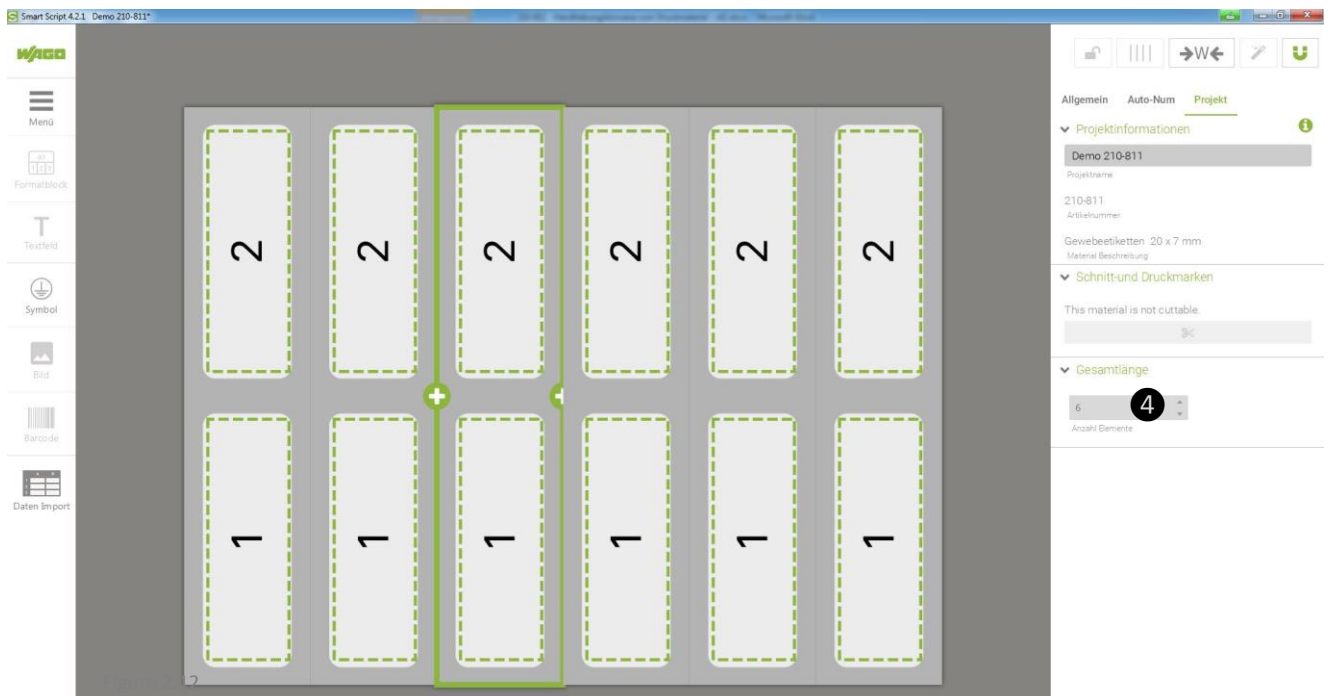 Smart Script 4.2.1 Demo 210-811*
WAGO
Menü
Formatblock
Textfeld
Symbol
Bild
Barcode
Daten Import
2 2 2 2 2 2
1 1 1 1 1 1
→W←
Allgemein Auto-Num Projekt
Projektinformationen
Demo 210-811
Projektname
210-811
Artikelnummer
Gewebeetiketten 20 x 7 mm
Material Beschreibung
Schnitt-und Druckmarken
This material is not cuttable.
Gesamtlänge
6
4
Anzahl Elemente